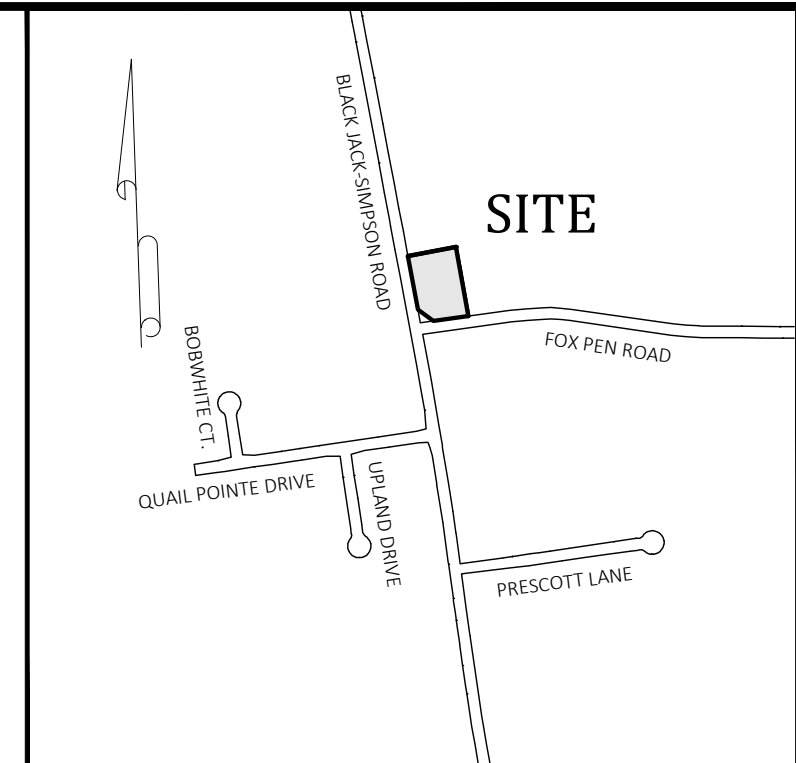 BLACK JACK-SIMPSON ROAD
SITE
FOX PEN ROAD
BOBWHITE CT.
QUAIL POINTE DRIVE
UPLAND DRIVE
PRESCOTT LANE